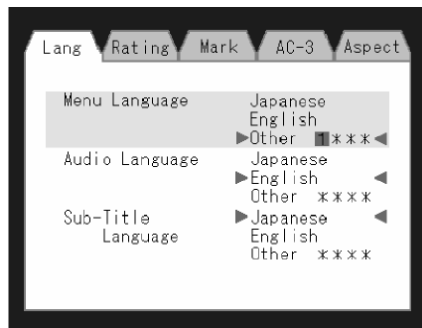 Lang Rating Mark AC-3 Aspect
Menu Language Japanese
English
▶Other 1***◀
Audio Language Japanese
▶English ◀
Other ****
Sub-Title ▶Japanese ◀
Language English
Other ****